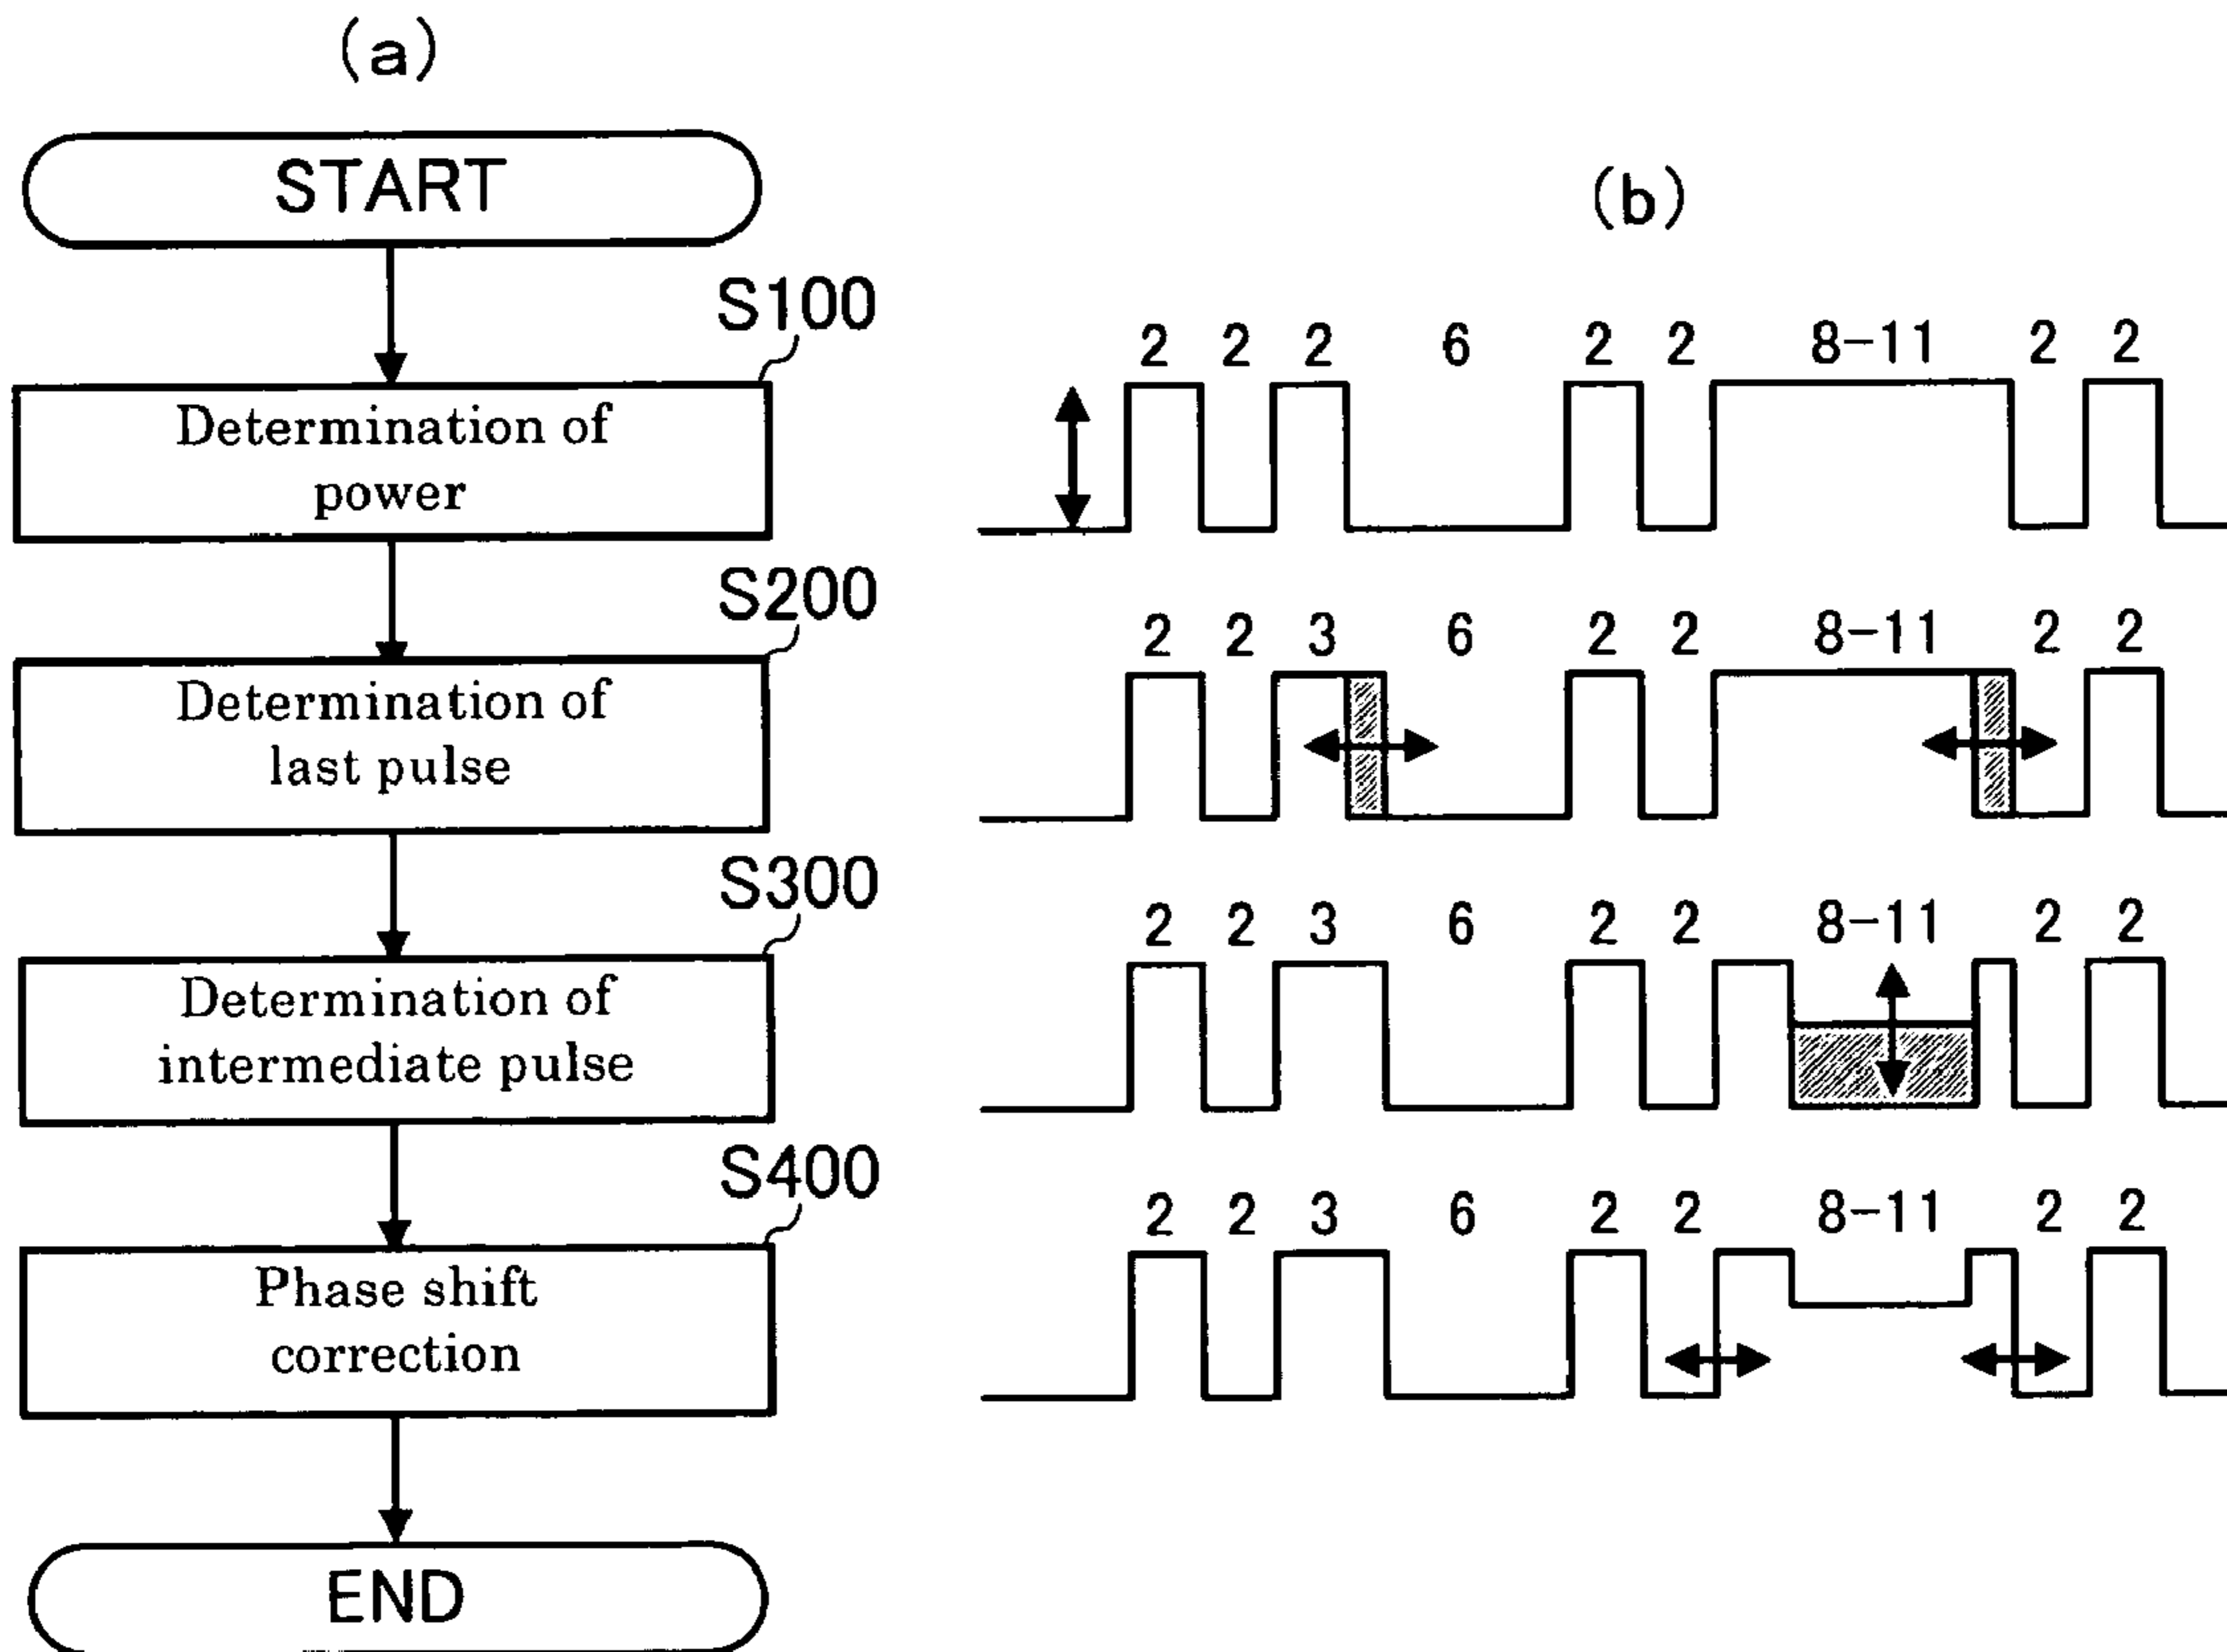 (a)
START
S100
Determination of
power
S200
Determination of
last pulse
S300
Determination of
intermediate pulse
S400
Phase shift
correction
END
(b)
2 2 2 6 2 2 8-11 2 2
2 2 3 6 2 2 8-11 2 2
2 2 3 6 2 2 8-11 2 2
2 2 3 6 2 2 8-11 2 2